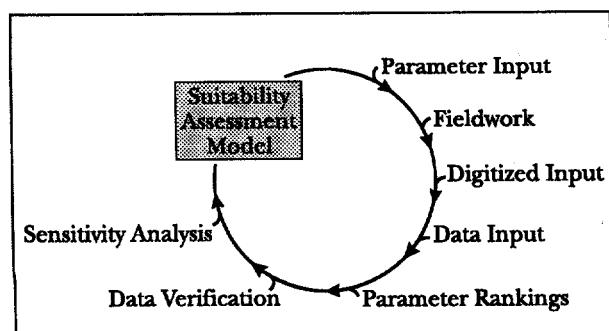 Suitability
Assessment
Model
Parameter Input
Fieldwork
Digitized Input
Data Input
Parameter Rankings
Data Verification
Sensitivity Analysis